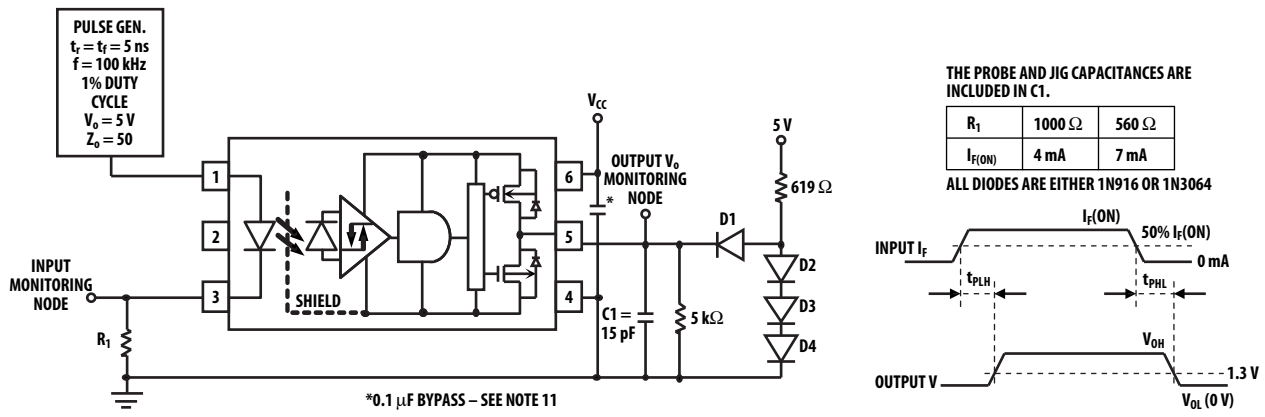 PULSE GEN.
tr = tf = 5 ns
f = 100 kHz
1% DUTY
CYCLE
Vo = 5 V
Zo = 50
1
2
3
INPUT
MONITORING
NODE
R1
SHIELD
6
5
4
VCC
*
OUTPUT Vo
MONITORING
NODE
C1 =
15 pF
5 kΩ
D1
5 V
619 Ω
D2
D3
D4
*0.1 μF BYPASS – SEE NOTE 11
THE PROBE AND JIG CAPACITANCES ARE
INCLUDED IN C1.
R1 1000 Ω 560 Ω
IF(ON) 4 mA 7 mA
ALL DIODES ARE EITHER 1N916 OR 1N3064
IF(ON)
INPUT IF
50% IF(ON)
0 mA
tPLH
tPHL
VOH
OUTPUT V
1.3 V
VOL (0 V)